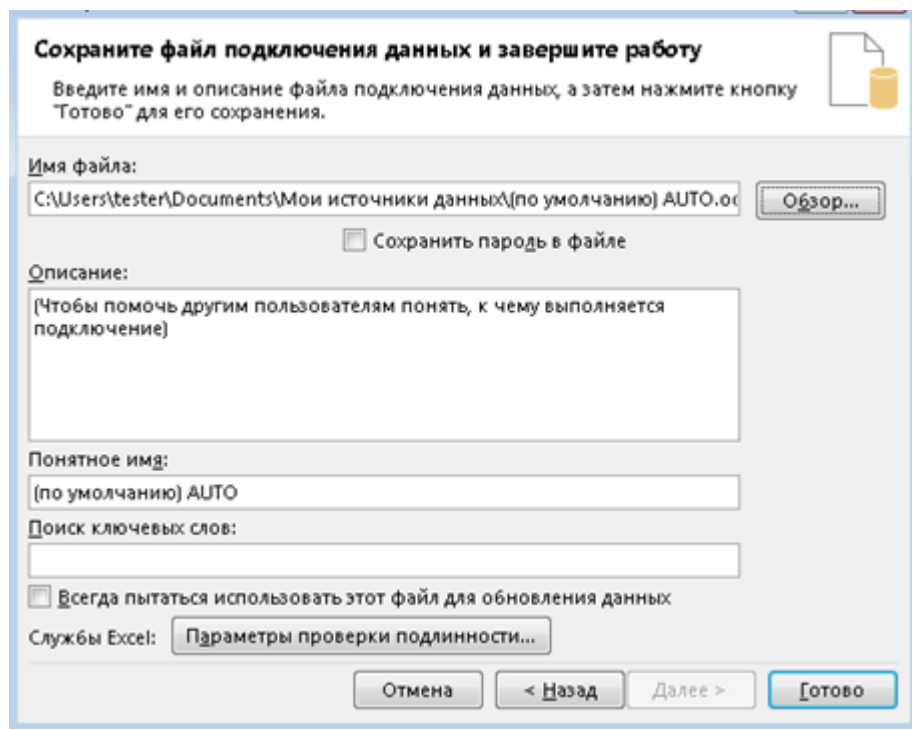 Сохраните файл подключения данных и завершите работу
Введите имя и описание файла подключения данных, а затем нажмите кнопку
"Готово" для его сохранения.
Имя файла:
C:\Users\tester\Documents\Мои источники данных\(по умолчанию) AUTO.oc
Обзор...
Сохранить пароль в файле
Описание:
(Чтобы помочь другим пользователям понять, к чему выполняется
подключение)
Понятное имя:
(по умолчанию) AUTO
Поиск ключевых слов:
Всегда пытаться использовать этот файл для обновления данных
Службы Excel: Параметры проверки подлинности...
Отмена < Назад Далее > Готово